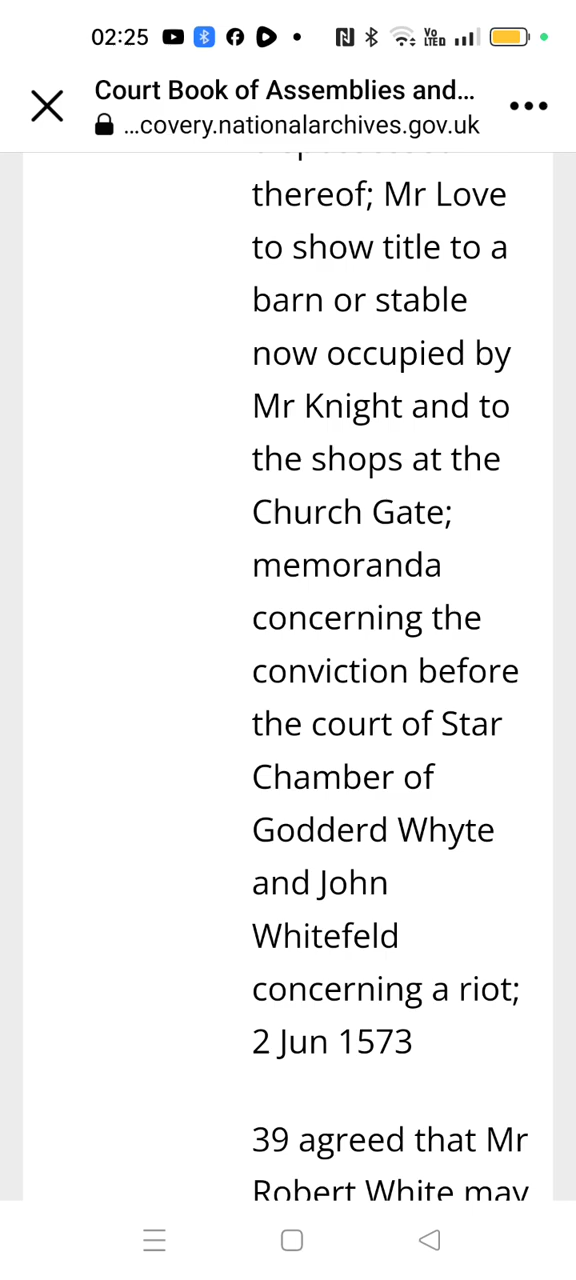 02:25
Vo
LTED
Court Book of Assemblies and...
...covery.nationalarchives.gov.uk
thereof; Mr Love
to show title to a
barn or stable
now occupied by
Mr Knight and to
the shops at the
Church Gate;
memoranda
concerning the
conviction before
the court of Star
Chamber of
Godderd Whyte
and John
Whitefeld
concerning a riot;
2 Jun 1573
39 agreed that Mr
Robert White may